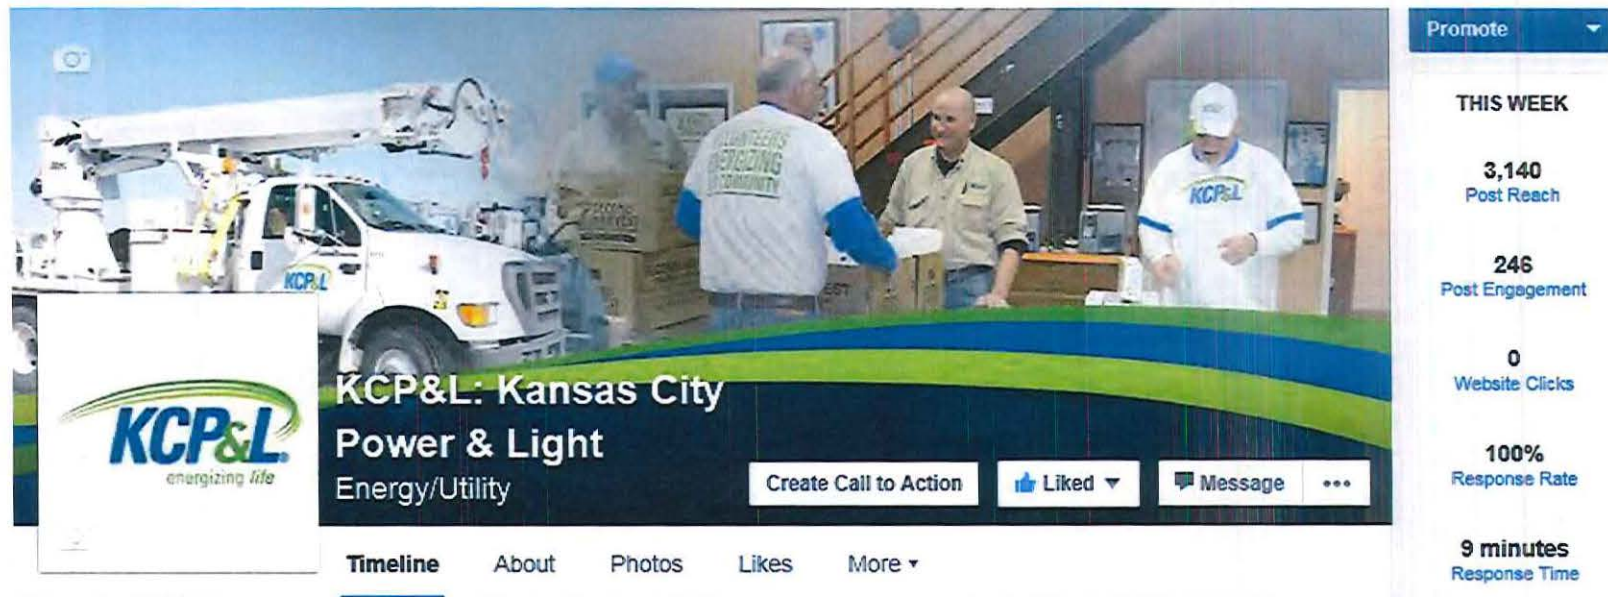 Promote
THIS WEEK
3,140
Post Reach
246
Post Engagement
0
Website Clicks
100%
Response Rate
9 minutes
Response Time
VOLUNTEERS
ENERGIZING
COMMUNITY
KCP&L
KCP&L
KCP&L
energizing life
KCP&L: Kansas City
Power & Light
Energy/Utility
Create Call to Action
Liked
Message
Timeline
About
Photos
Likes
More